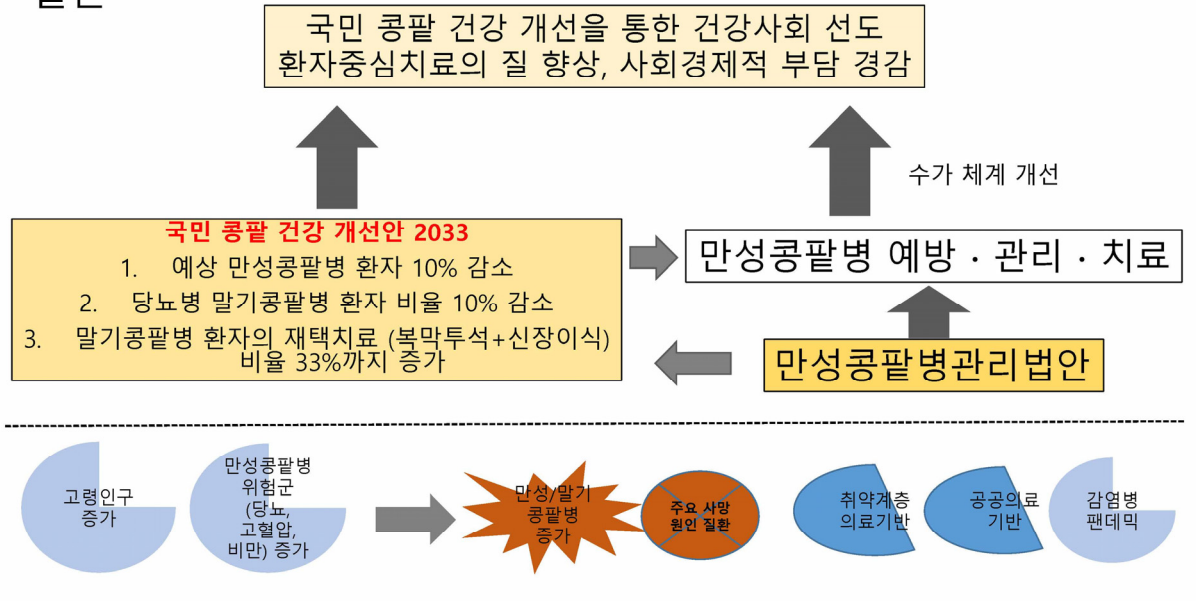 국민 콩팥 건강 개선을 통한 건강사회 선도
환자중심치료의 질 향상, 사회경제적 부담 경감
수가 체계 개선
국민 콩팥 건강 개선안 2033
1. 예상 만성콩팥병 환자 10% 감소
2. 당뇨병 말기콩팥병 환자 비율 10% 감소
3. 말기콩팥병 환자의 재택치료 (복막투석+신장이식)
비율 33%까지 증가
만성콩팥병 예방 · 관리 · 치료
만성콩팥병관리법안
고령인구
증가
만성콩팥병
위험군
(당뇨,
고혈압,
비만) 증가
만성/말기
콩팥병
증가
주요 사망
원인 질환
취약계층
의료기반
공공의료
기반
감염병
팬데믹